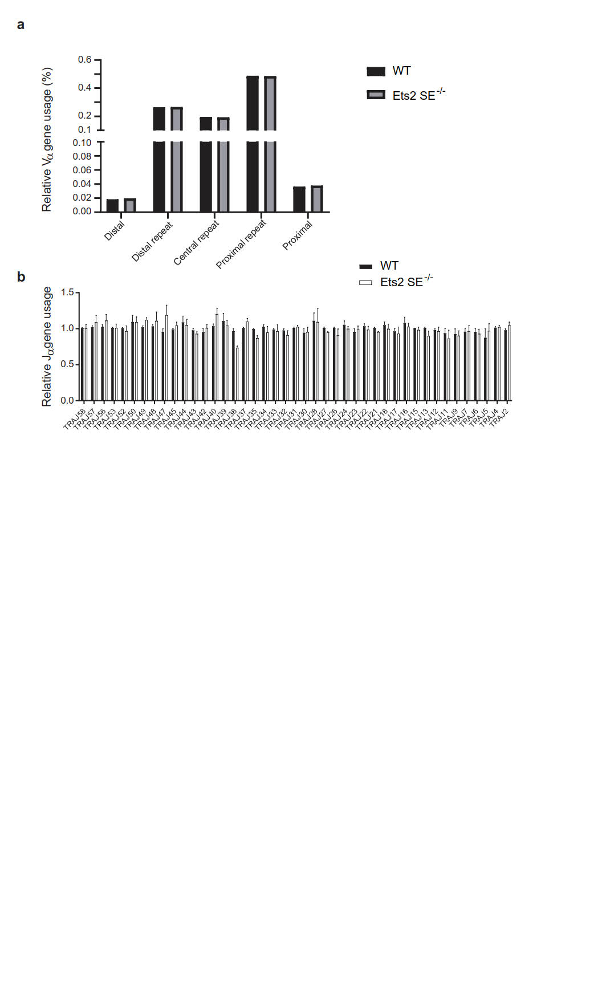 a
Relative Vα gene usage (%)
0.6
0.4
0.2
0.1
0.10
0.08
0.06
0.04
0.02
0.00
Distal
Distal repeat
Central repeat
Proximal repeat
Proximal
WT
Ets2 SE-/-
b
WT
Ets2 SE-/-
Relative Jα gene usage
1.5
1.0
0.5
0.0
TRAJ58
TRAJ57
TRAJ56
TRAJ53
TRAJ52
TRAJ50
TRAJ49
TRAJ48
TRAJ47
TRAJ45
TRAJ44
TRAJ43
TRAJ42
TRAJ40
TRAJ39
TRAJ38
TRAJ37
TRAJ35
TRAJ34
TRAJ33
TRAJ32
TRAJ31
TRAJ30
TRAJ28
TRAJ27
TRAJ26
TRAJ24
TRAJ23
TRAJ22
TRAJ21
TRAJ18
TRAJ17
TRAJ16
TRAJ15
TRAJ13
TRAJ12
TRAJ11
TRAJ9
TRAJ7
TRAJ6
TRAJ5
TRAJ4
TRAJ2